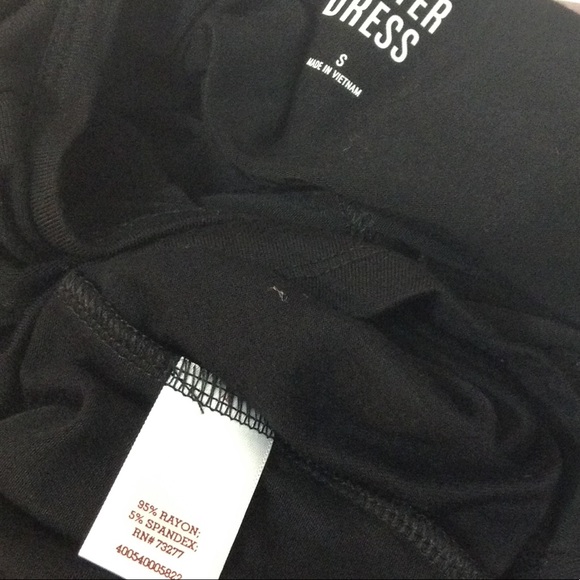 DRESS
S
MADE IN VIETNAM
95% RAYON;
5% SPANDEX;
RN# 73277